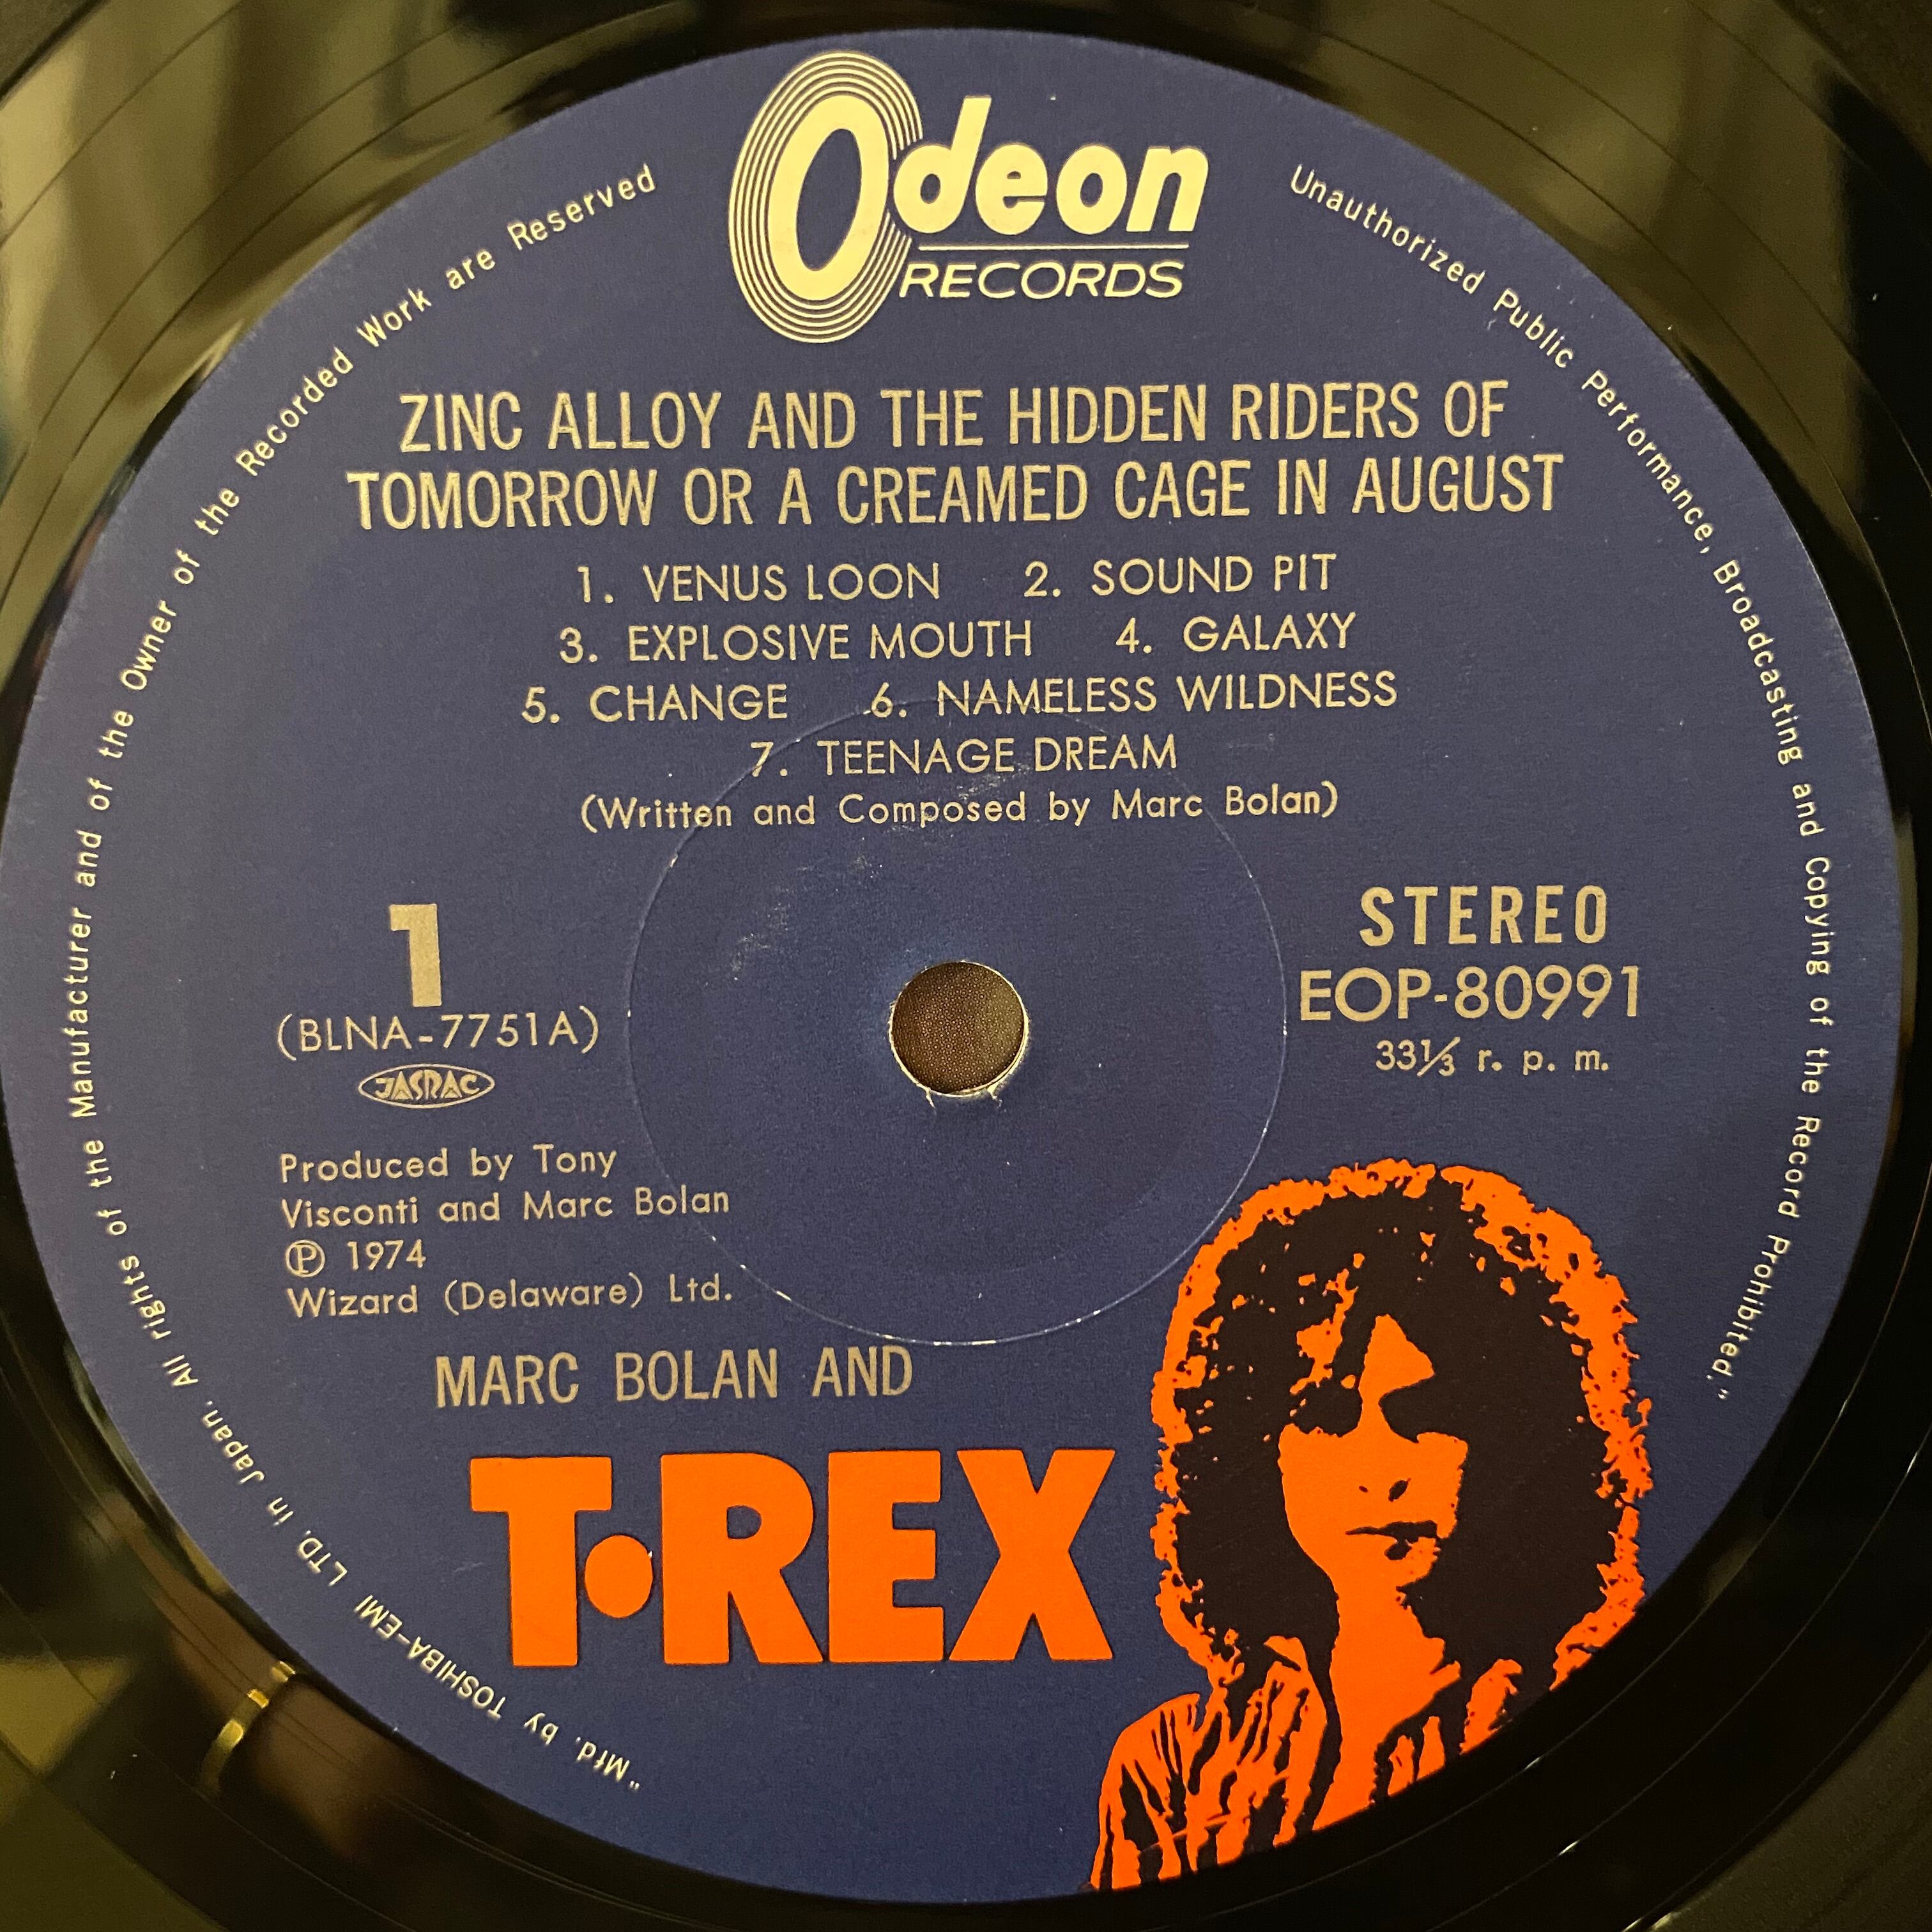 Odeon
RECORDS
ZINC ALLOY AND THE HIDDEN RIDERS OF
TOMORROW OR A CREAMED CAGE IN AUGUST
1. VENUS LOON 2. SOUND PIT
3. EXPLOSIVE MOUTH 4. GALAXY
5. CHANGE 6. NAMELESS WILDNESS
7. TEENAGE DREAM
(Written and Composed by Marc Bolan)
1
(BLNA-7751A)
JASRAC
STEREO
EOP-80991
33⅓ r. p. m.
Produced by Tony
Visconti and Marc Bolan
℗ 1974
Wizard (Delaware) Ltd.
MARC BOLAN AND
T•REX
"Mfd. by TOSHIBA-EMI LTD. in Japan. All rights of the Manufacturer and of the Owner of the Recorded Work are Reserved
Unauthorized Public Performance, Broadcasting and Copying of the Record Prohibited."